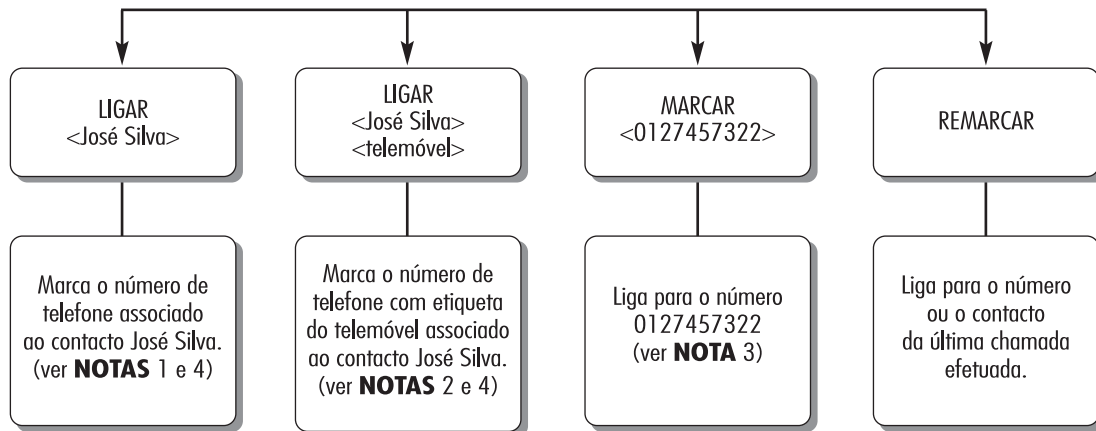 LIGAR
<José Silva>
LIGAR
<José Silva>
<telemóvel>
MARCAR
<0127457322>
REMARCAR
Marca o número de
telefone associado
ao contacto José Silva.
(ver NOTAS 1 e 4)
Marca o número de
telefone com etiqueta
do telemóvel associado
ao contacto José Silva.
(ver NOTAS 2 e 4)
Liga para o número
0127457322
(ver NOTA 3)
Liga para o número
ou o contacto
da última chamada
efetuada.